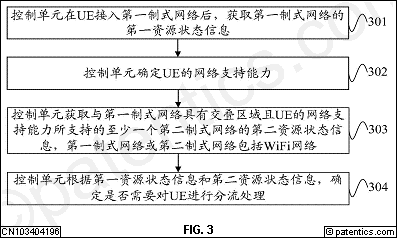 控制单元在UE接入第一制式网络后，获取第一制式网络的
第一资源状态信息
301
控制单元确定UE的网络支持能力
302
控制单元获取与第一制式网络具有交叠区域且UE的网络支
持能力所支持的至少一个第二制式网络的第二资源状态信
息，第一制式网络或第二制式网络包括WiFi网络
303
控制单元根据第一资源状态信息和第二资源状态信息，确
定是否需要对UE进行分流处理
304
CN103404196
FIG. 3
@ patentics.com